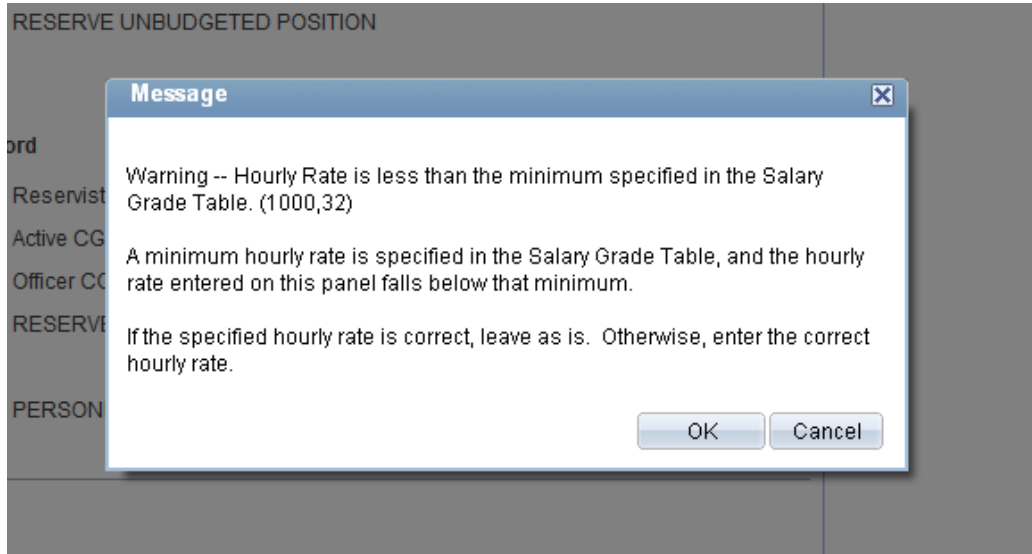 RESERVE UNBUDGETED POSITION
Message
ord
Reservist
Active CG
Officer CG
RESERVE
PERSON
Warning -- Hourly Rate is less than the minimum specified in the Salary
Grade Table. (1000,32)
A minimum hourly rate is specified in the Salary Grade Table, and the hourly
rate entered on this panel falls below that minimum.
If the specified hourly rate is correct, leave as is.  Otherwise, enter the correct
hourly rate.
OK Cancel